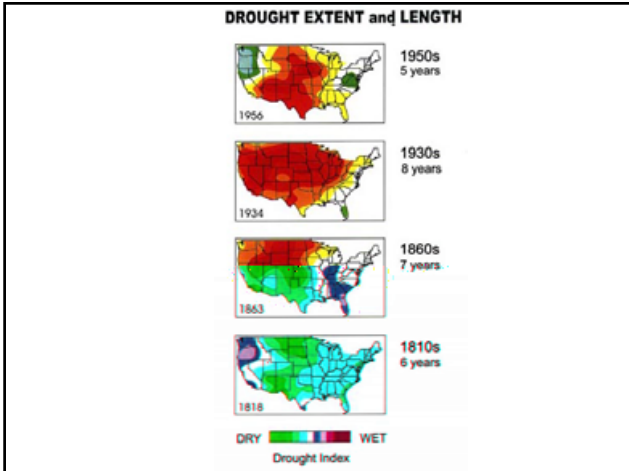 DROUGHT EXTENT and LENGTH
1950s
5 years
1956
1930s
8 years
1934
1860s
7 years
1863
1810s
6 years
1818
DRY WET
Drought Index